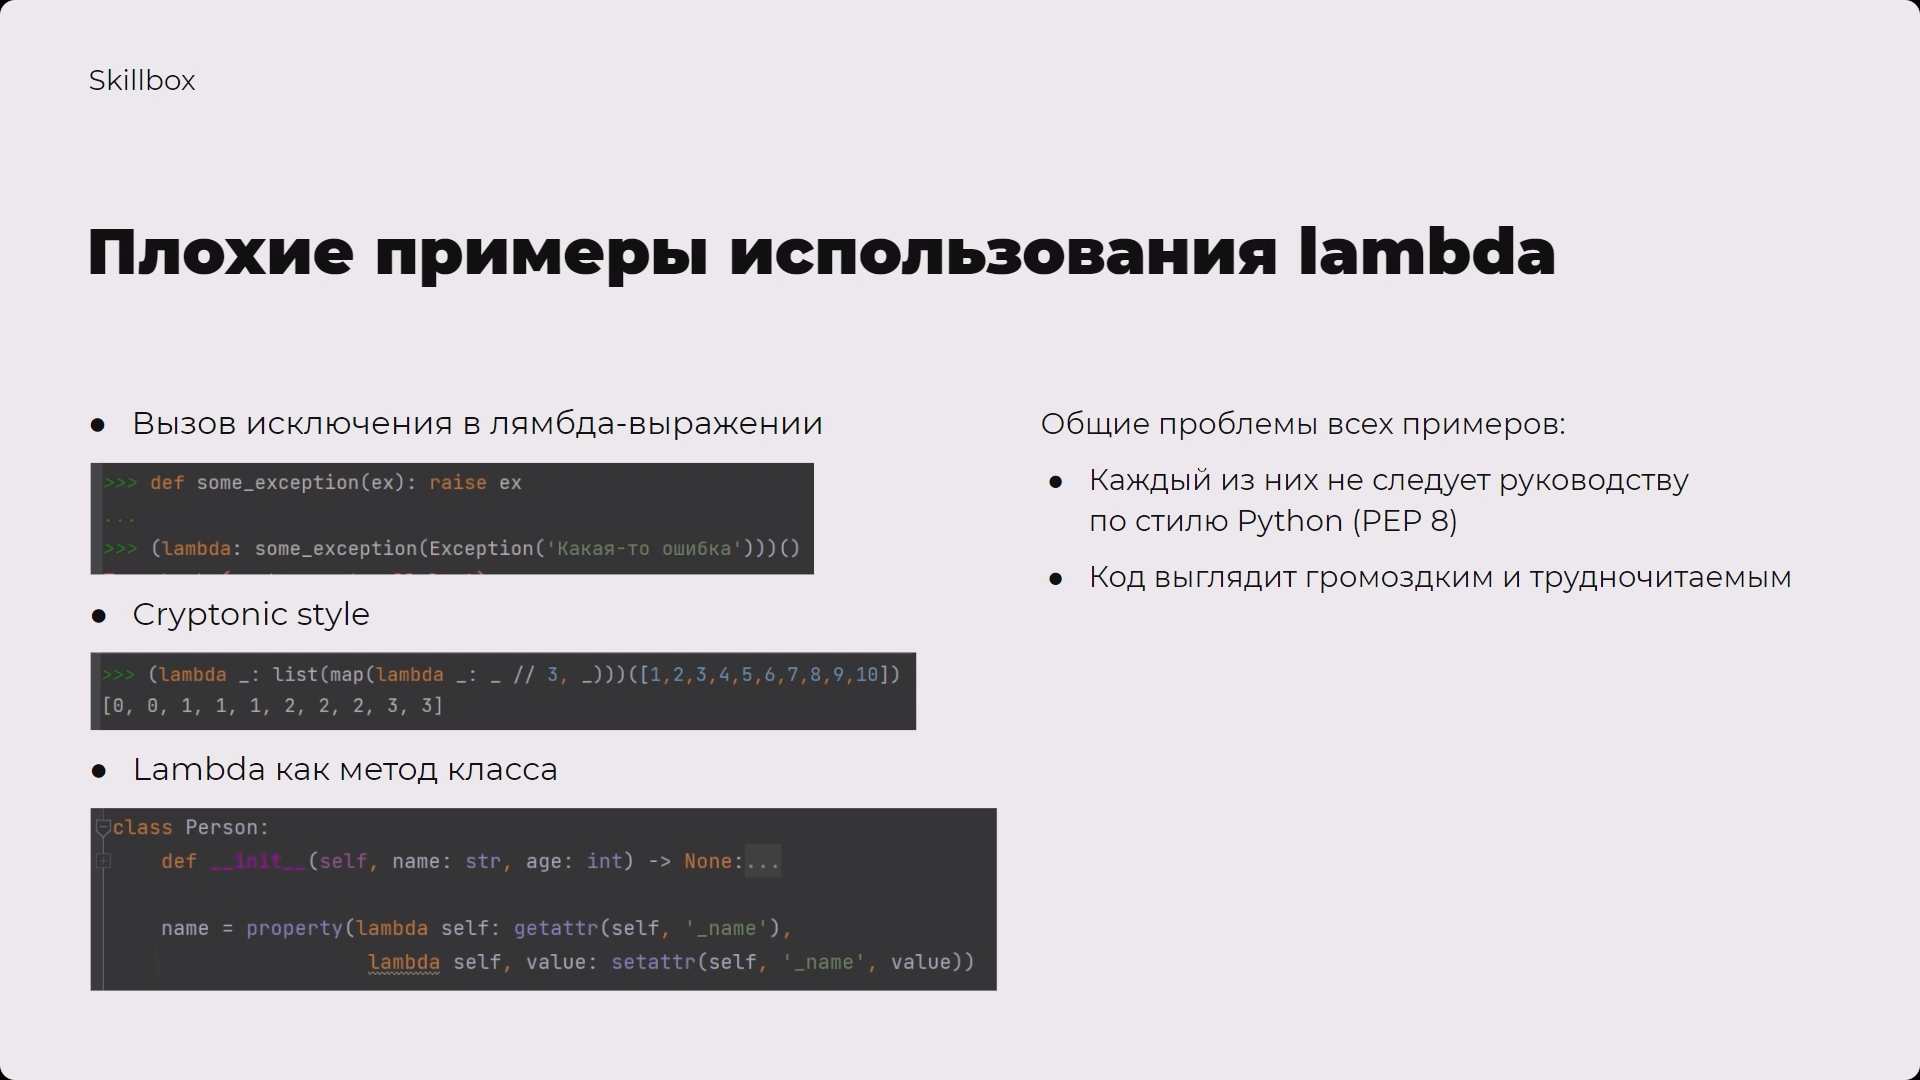 Skillbox
Плохие примеры использования lambda
● Вызов исключения в лямбда-выражении
>>> def some_exception(ex): raise ex
...
>>> (lambda: some_exception(Exception('Какая-то ошибка')))()
● Cryptonic style
>>> (lambda _: list(map(lambda _: _ // 3, _)))([1,2,3,4,5,6,7,8,9,10])
[0, 0, 1, 1, 1, 2, 2, 2, 3, 3]
● Lambda как метод класса
class Person:
    def __init__(self, name: str, age: int) -> None:...
    name = property(lambda self: getattr(self, '_name'),
                    lambda self, value: setattr(self, '_name', value))
Общие проблемы всех примеров:
● Каждый из них не следует руководству
по стилю Python (PEP 8)
● Код выглядит громоздким и трудночитаемым